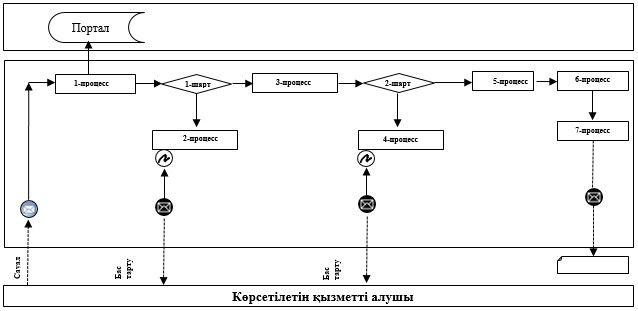 Портал
1-процесс
1-шарт
3-процесс
2-шарт
5-процесс
6-процесс
2-процесс
4-процесс
7-процесс
Сауал
Бас
тарту
Бас
тарту
Көрсетілетін қызметті алушы